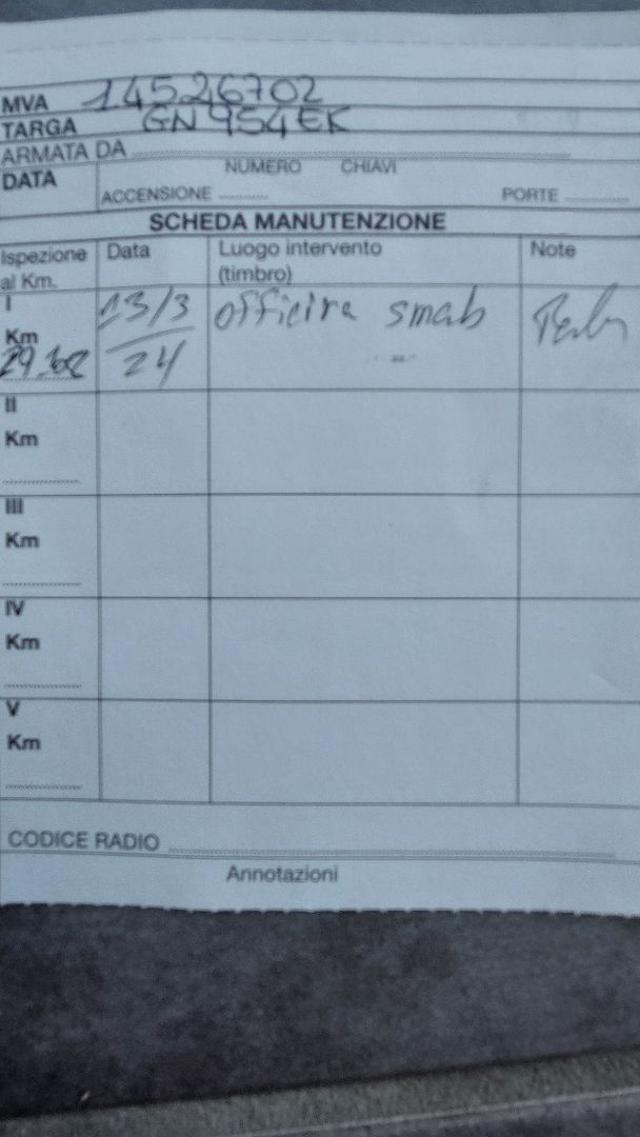 MVA 14526702
TARGA GN954EK
ARMATA DA
DATA NUMERO CHIAVI
ACCENSIONE PORTE
SCHEDA MANUTENZIONE
Ispezione al Km. Data Luogo intervento (timbro) Note
I
Km 13/3/24 officina smab
II
Km
III
Km
IV
Km
V
Km
CODICE RADIO
Annotazioni